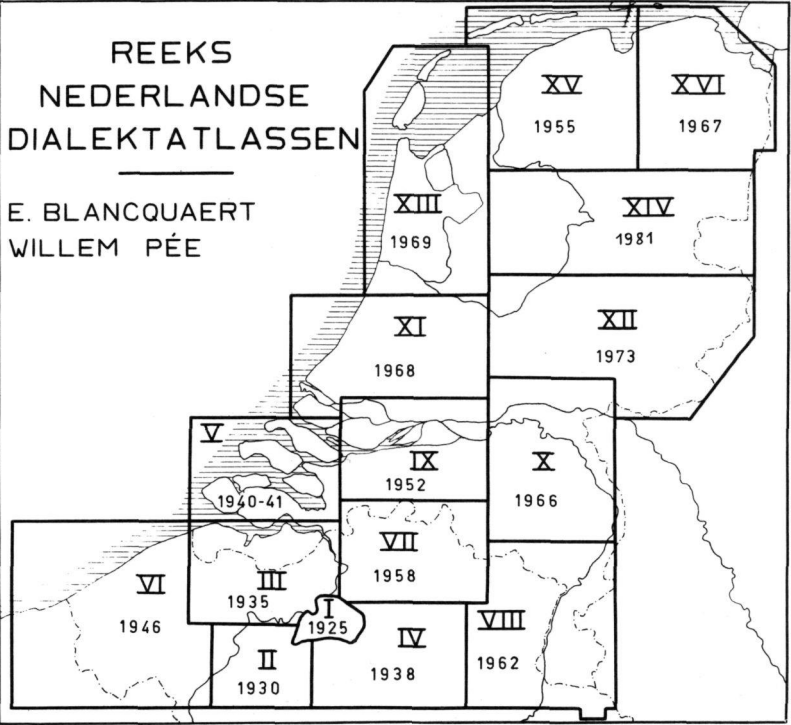 REEKS
NEDERLANDSE
DIALEKTATLASSEN
E. BLANCQUAERT
WILLEM PÉE
XV
1955
XVI
1967
XIII
1969
XIV
1981
XI
1968
XII
1973
V
1940-41
IX
1952
X
1966
VI
1946
III
1935
VII
1958
I
1925
II
1930
IV
1938
VIII
1962